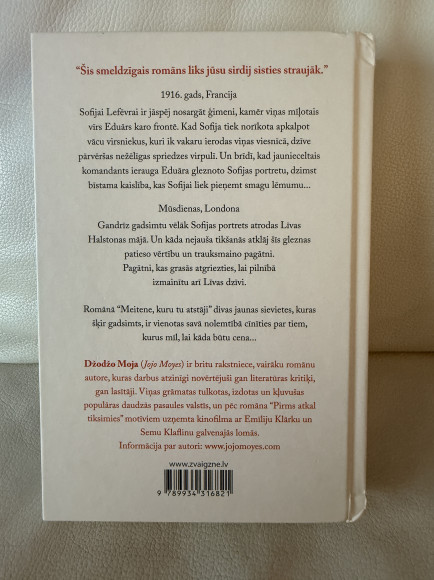 “Šis smeldzīgais romāns liks jūsu sirdij sisties straujāk.”
1916. gads, Francija
Sofijai Lefèvrai ir jāspēj nosargāt ģimeni, kamēr viņas mīļotais
vīrs Eduārs karo frontē. Kad Sofija tiek norīkota apkalpot
vācu virsniekus, kuri ik vakaru ierodas viņas viesnīcā, dzīve
pārvēršas nežēlīgas spriedzes virpulī. Un brīdī, kad jauniecēltais
komandants ierauga Eduāra gleznoto Sofijas portretu, dzimst
bīstama kaislība, kas Sofijai liek pieņemt smagu lēmumu...
Mūsdienas, Londona
Gandrīz gadsimtu vēlāk Sofijas portrets atrodas Līvas
Halstonas mājā. Un kāda nejauša tikšanās atklāj šīs gleznas
patieso vērtību un trauksmaino pagātni.
Pagātni, kas grasās atgriezties, lai pilnībā
izmainītu arī Līvas dzīvi.
Romānā “Meitene, kuru tu atstāji” divas jaunas sievietes, kuras
šķir gadsimts, ir vienotas savā nolemtībā cīnīties par tiem,
kurus mīl, lai kāda būtu cena...
Džodžo Moja (Jojo Moyes) ir britu rakstniece, vairāku romānu
autore, kuras darbus atzinīgi novērtējuši gan literatūras kritiķi,
gan lasītāji. Viņas grāmatas tulkotas, izdotas un kļuvušas
populāras daudzās pasaules valstīs, un pēc romāna “Pirms atkal
tiksimies” motīviem uzņemta kinofilma ar Emīliju Klārku un
Semu Klaflinu galvenajās lomās.
Informācija par autori: www.jojomoyes.com
www.zvaigzne.lv
9 789934 316821